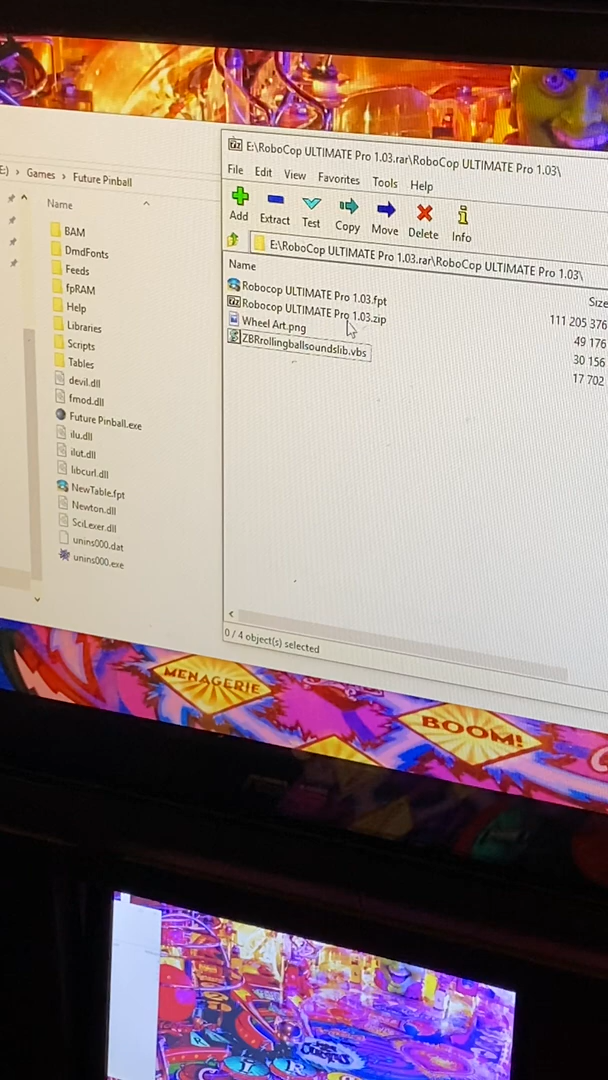 E:\RoboCop ULTIMATE Pro 1.03.rar\RoboCop ULTIMATE Pro 1.03\
File Edit View Favorites Tools Help
Add Extract Test Copy Move Delete Info
E:\RoboCop ULTIMATE Pro 1.03.rar\RoboCop ULTIMATE Pro 1.03\
Name Size
Robocop ULTIMATE Pro 1.03.fpt 111 205 376
Robocop ULTIMATE Pro 1.03.zip 49 176
Wheel Art.png 30 156
ZBRrollingballsoundslib.vbs 17 702
0 / 4 object(s) selected
E:) > Games > Future Pinball
Name
BAM
DmdFonts
Feeds
fpRAM
Help
Libraries
Scripts
Tables
devil.dll
fmod.dll
Future Pinball.exe
ilu.dll
ilut.dll
libcurl.dll
NewTable.fpt
Newton.dll
SciLexer.dll
unins000.dat
unins000.exe
MENAGERIE
BOOM!